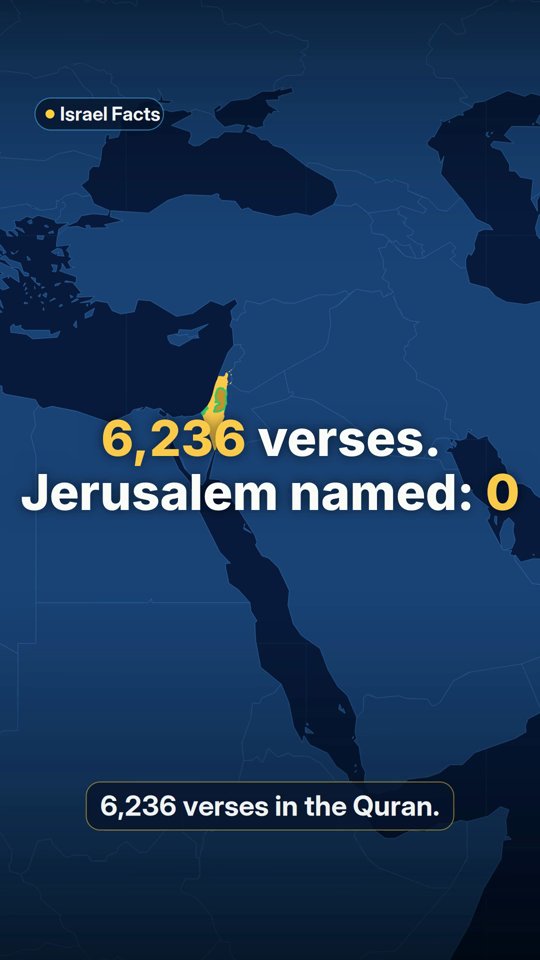 Israel Facts
6,236 verses.
Jerusalem named: 0
6,236 verses in the Quran.